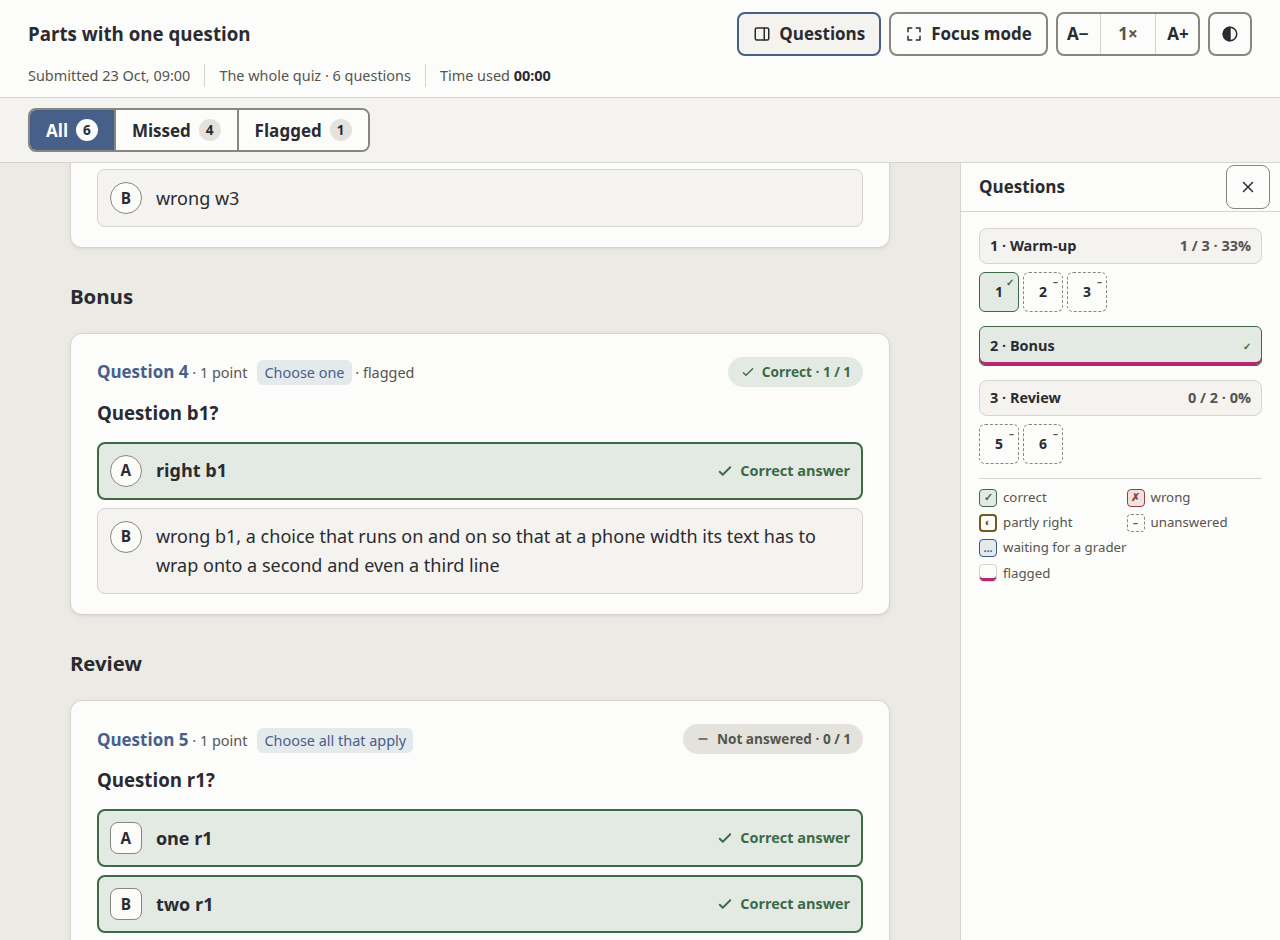 Parts with one question
Questions
Focus mode
A− 1× A+
Submitted 23 Oct, 09:00
The whole quiz · 6 questions
Time used 00:00
All 6
Missed 4
Flagged 1
B wrong w3
Bonus
Question 4 · 1 point Choose one · flagged
✓ Correct · 1 / 1
Question b1?
A right b1
✓ Correct answer
B wrong b1, a choice that runs on and on so that at a phone width its text has to
wrap onto a second and even a third line
Review
Question 5 · 1 point Choose all that apply
− Not answered · 0 / 1
Question r1?
A one r1
✓ Correct answer
B two r1
✓ Correct answer
Questions
1 · Warm-up 1 / 3 · 33%
1 ✓ 2 – 3 –
2 · Bonus ✓
3 · Review 0 / 2 · 0%
5 – 6 –
✓ correct
✗ wrong
◐ partly right
– unanswered
… waiting for a grader
flagged